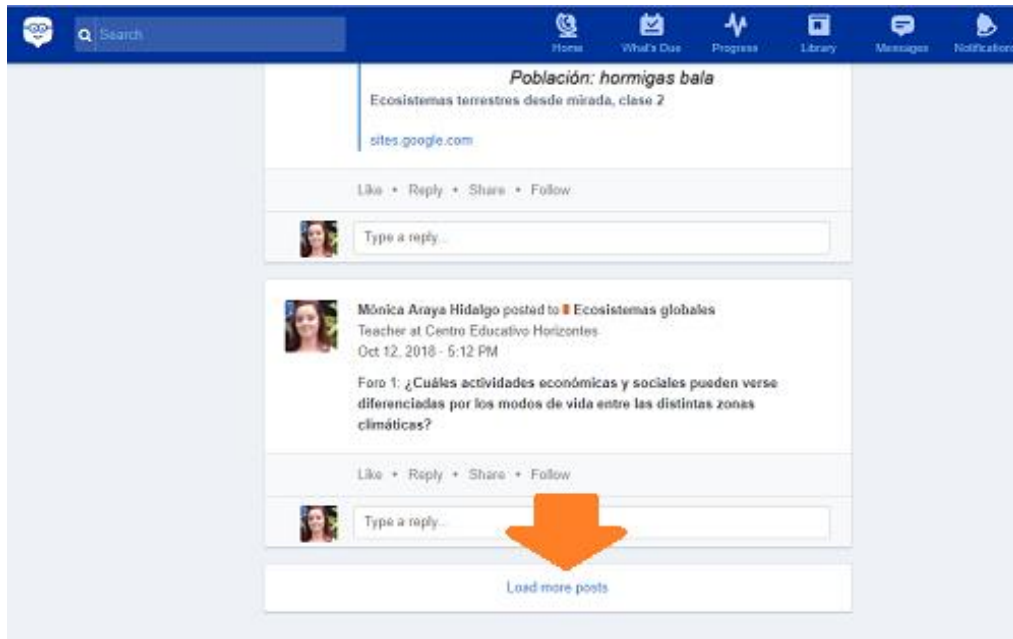 Search
Home
What's Due
Progress
Library
Messages
Notifications
Población: hormigas bala
Ecosistemas terrestres desde mirada, clase 2
sites.google.com
Like • Reply • Share • Follow
Type a reply...
Mónica Araya Hidalgo posted to Ecosistemas globales
Teacher at Centro Educativo Horizontes
Oct 12, 2018 - 5:12 PM
Foro 1: ¿Cuáles actividades económicas y sociales pueden verse
diferenciadas por los modos de vida entre las distintas zonas
climáticas?
Like • Reply • Share • Follow
Type a reply...
Load more posts